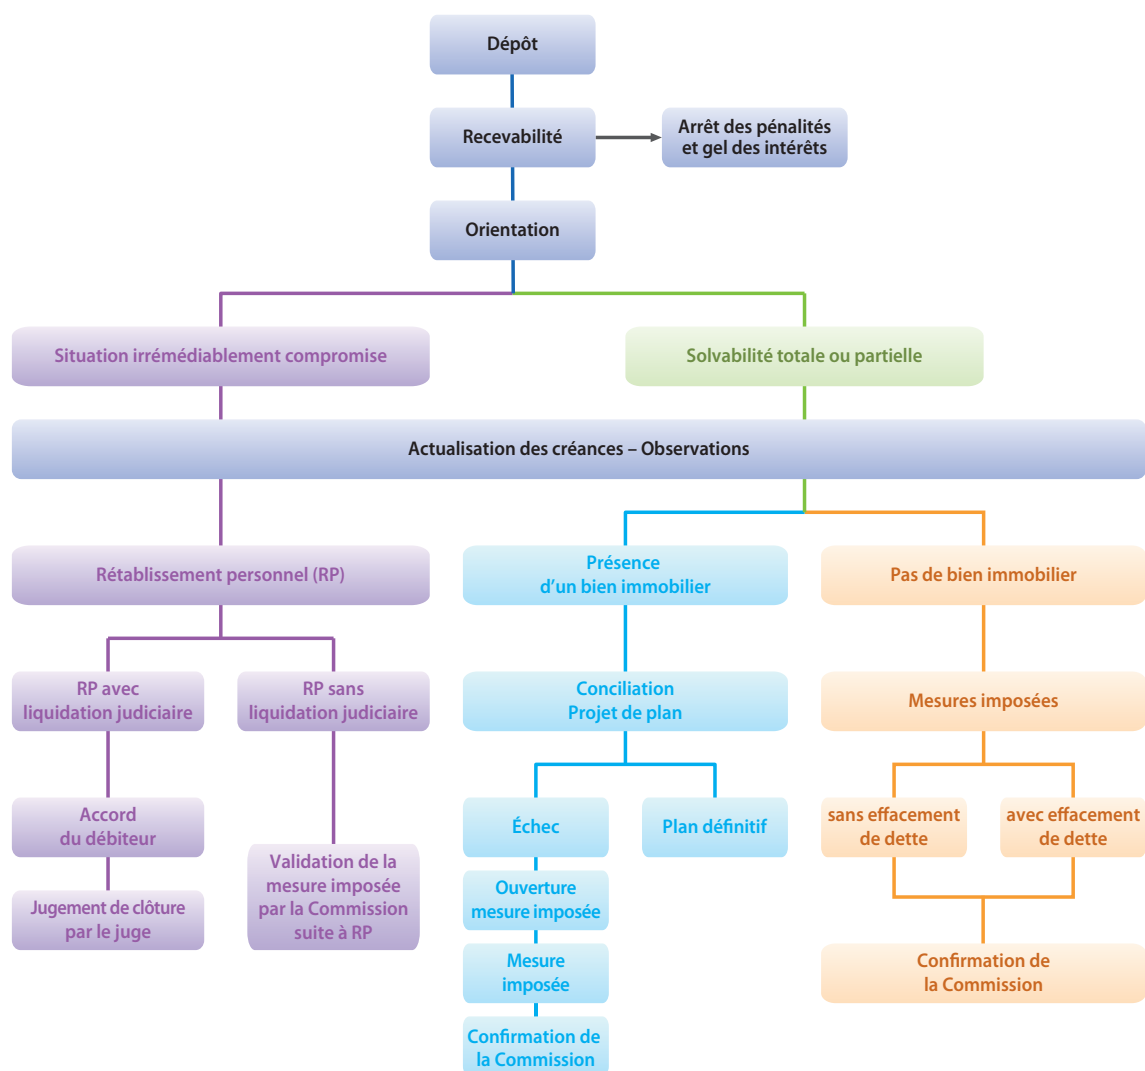 Dépôt
Recevabilité
Arrêt des pénalités
et gel des intérêts
Orientation
Situation irrémédiablement compromise
Solvabilité totale ou partielle
Actualisation des créances – Observations
Rétablissement personnel (RP)
Présence
d’un bien immobilier
Pas de bien immobilier
RP avec
liquidation judiciaire
RP sans
liquidation judiciaire
Conciliation
Projet de plan
Mesures imposées
Accord
du débiteur
Échec
Plan définitif
sans effacement
de dette
avec effacement
de dette
Validation de la
mesure imposée
par la Commission
suite à RP
Jugement de clôture
par le juge
Ouverture
mesure imposée
Mesure
imposée
Confirmation de
la Commission
Confirmation de
la Commission